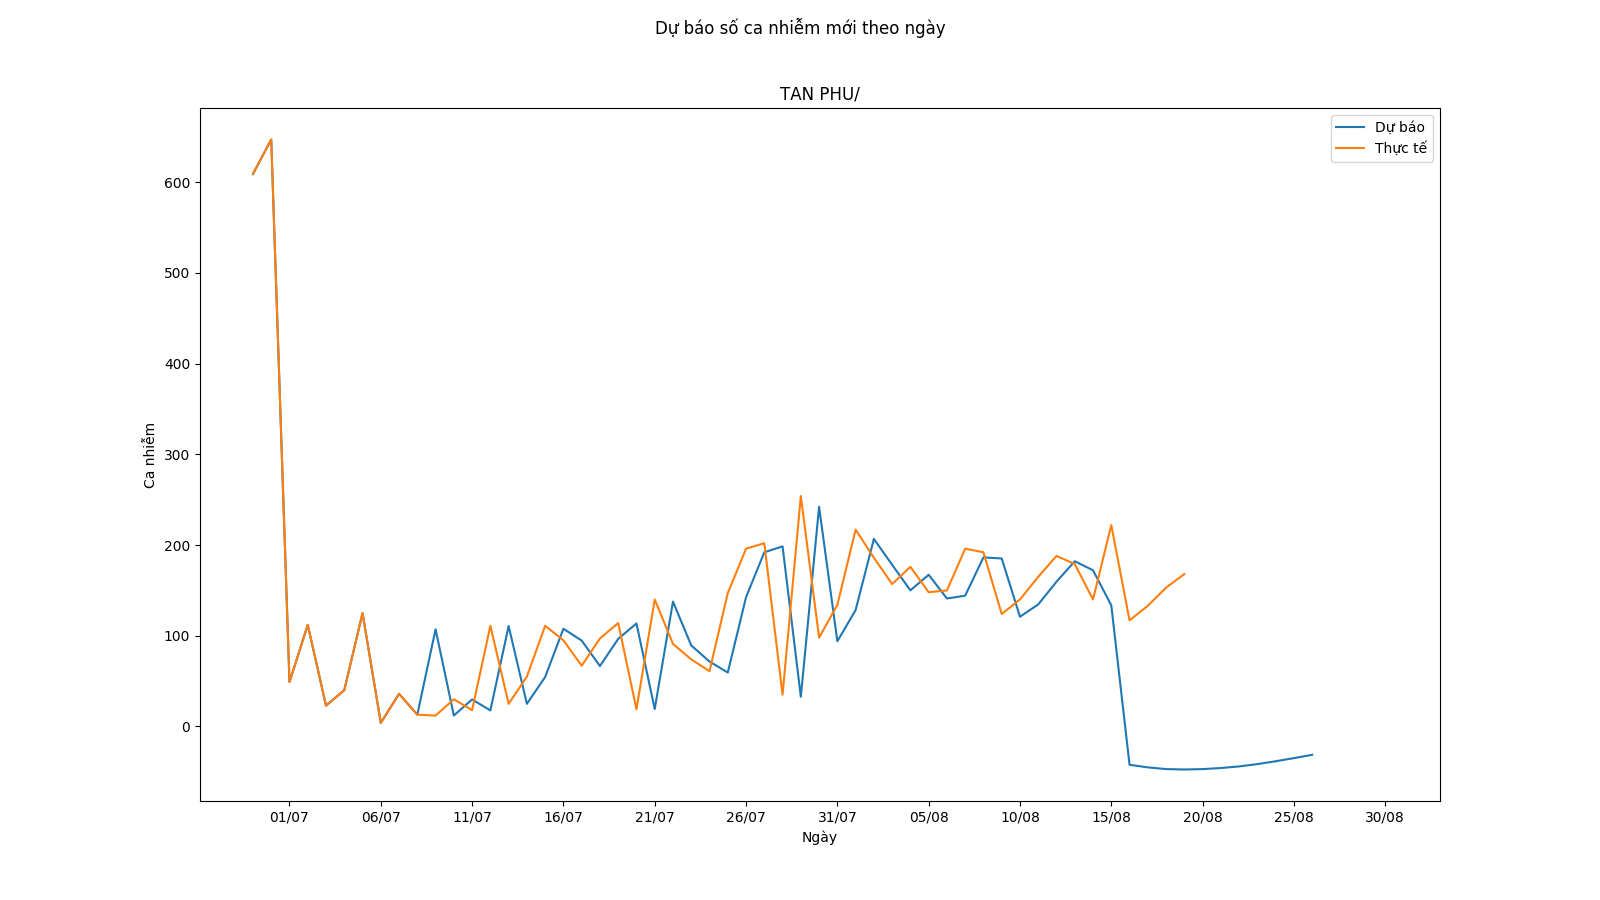 Dự báo số ca nhiễm mới theo ngày
TAN PHU/
Dự báo
Thực tế
600
500
400
300
200
100
0
Ca nhiễm
01/07 06/07 11/07 16/07 21/07 26/07 31/07 05/08 10/08 15/08 20/08 25/08 30/08
Ngày